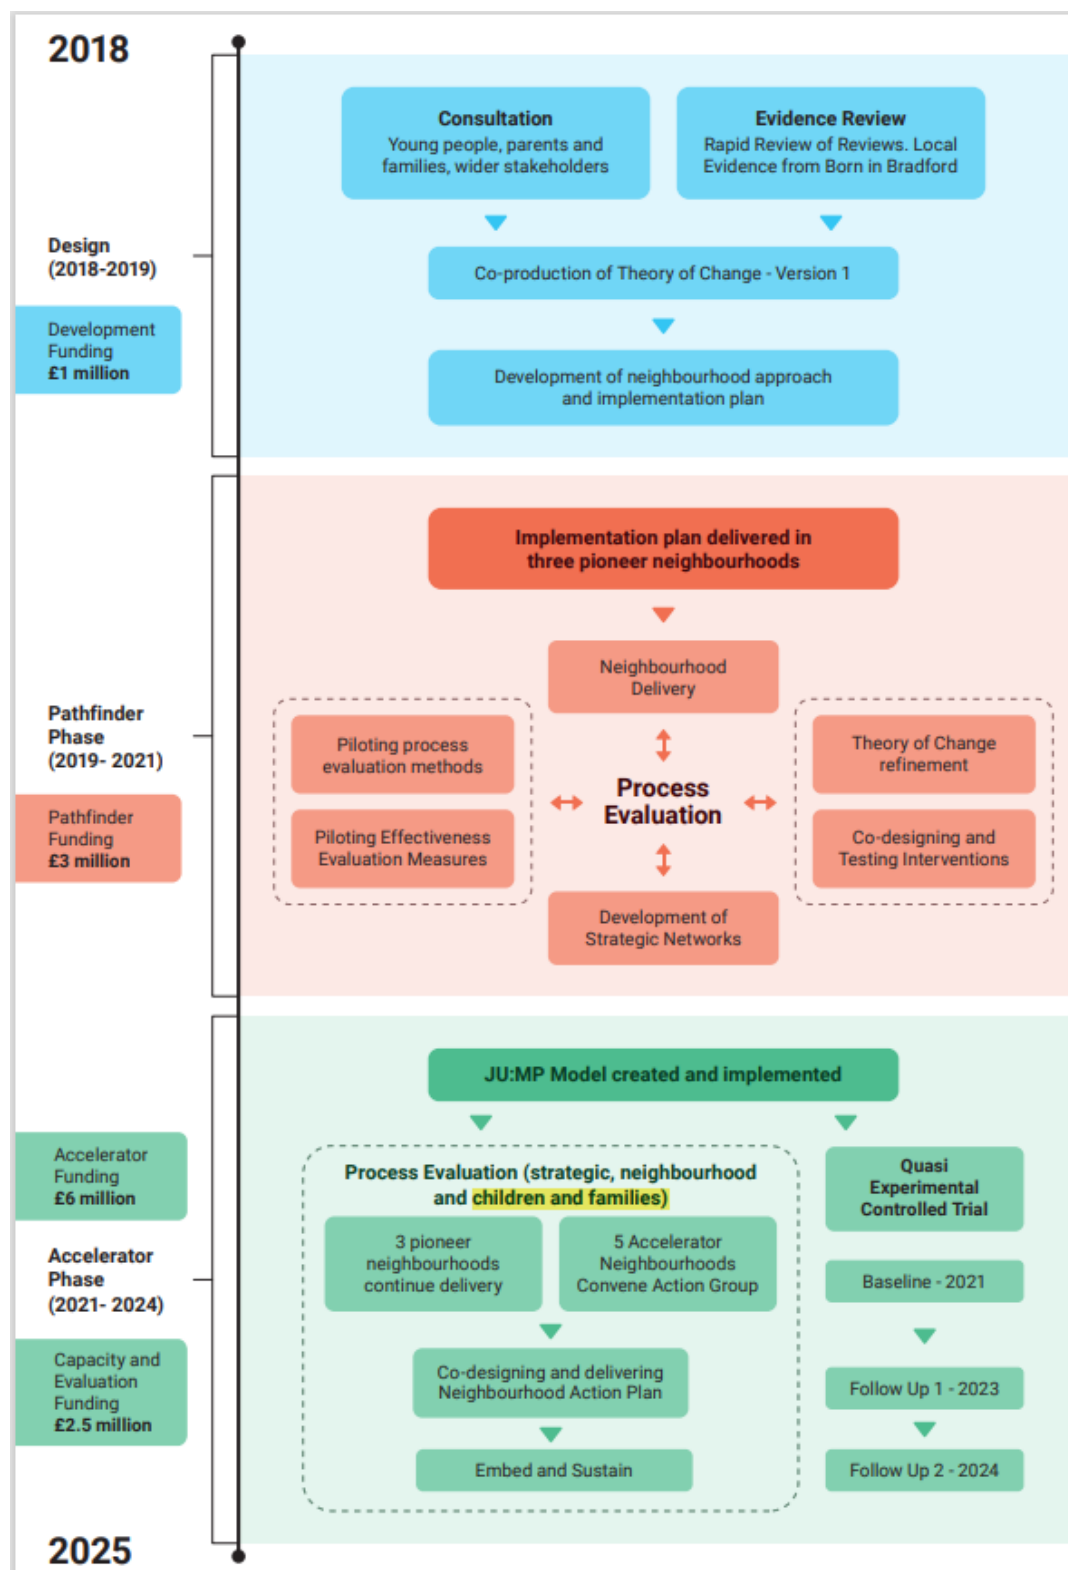 2018
Consultation
Young people, parents and
families, wider stakeholders
Evidence Review
Rapid Review of Reviews. Local
Evidence from Born in Bradford
Design
(2018-2019)
Co-production of Theory of Change - Version 1
Development
Funding
£1 million
Development of neighbourhood approach
and implementation plan
Implementation plan delivered in
three pioneer neighbourhoods
Neighbourhood
Delivery
Pathfinder
Phase
(2019- 2021)
Piloting process
evaluation methods
Theory of Change
refinement
Process
Evaluation
Pathfinder
Funding
£3 million
Piloting Effectiveness
Evaluation Measures
Co-designing and
Testing Interventions
Development of
Strategic Networks
JU:MP Model created and implemented
Accelerator
Funding
£6 million
Process Evaluation (strategic, neighbourhood
and children and families)
Quasi
Experimental
Controlled Trial
3 pioneer
neighbourhoods
continue delivery
5 Accelerator
Neighbourhoods
Convene Action Group
Accelerator
Phase
(2021- 2024)
Baseline - 2021
Capacity and
Evaluation
Funding
£2.5 million
Co-designing and delivering
Neighbourhood Action Plan
Follow Up 1 - 2023
Embed and Sustain
Follow Up 2 - 2024
2025